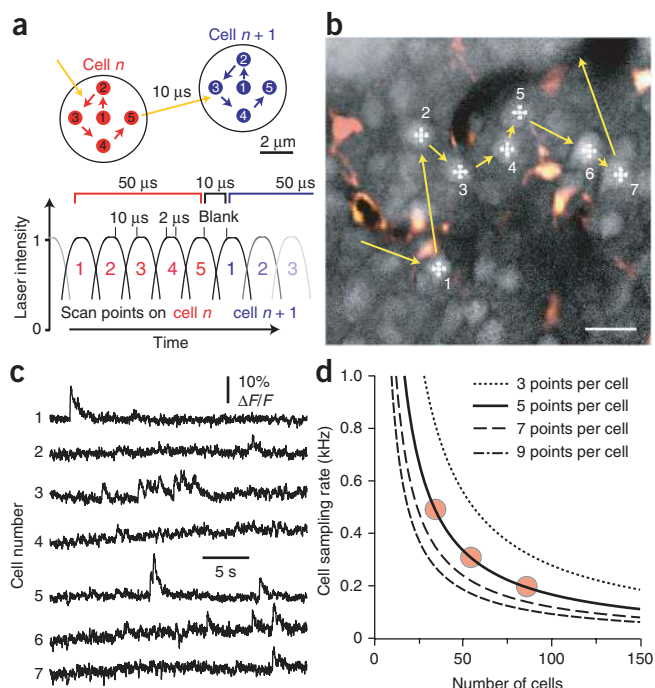 a
Cell n
Cell n + 1
2
3 1 5
4
10 μs
2
3 1 5
4
2 μm
50 μs
10 μs
50 μs
10 μs
2 μs
Blank
Laser intensity
1
0
1 2 3 4 5 1 2 3
Scan points on cell n
cell n+1
Time
b
1
2
3
4
5
6
7
c
10%
ΔF/F
Cell number
1
2
3
4
5
6
7
5 s
d
Cell sampling rate (kHz)
1.0
0.8
0.6
0.4
0.2
0
0 50 100 150
Number of cells
3 points per cell
5 points per cell
7 points per cell
9 points per cell